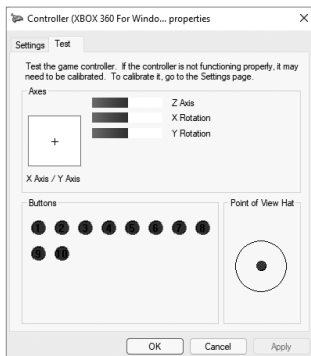 Controller (XBOX 360 For Windo... properties
Settings Test
Test the game controller. If the controller is not functioning properly, it may
need to be calibrated. To calibrate it, go to the Settings page.
Axes
Z Axis
X Rotation
Y Rotation
X Axis / Y Axis
Buttons
1 2 3 4 5 6 7 8
9 10
Point of View Hat
OK Cancel Apply